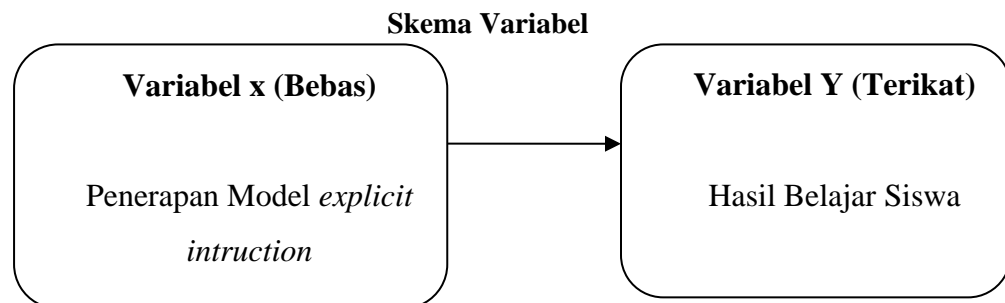 Skema Variabel
Variabel x (Bebas)
Penerapan Model explicit
intruction
Variabel Y (Terikat)
Hasil Belajar Siswa